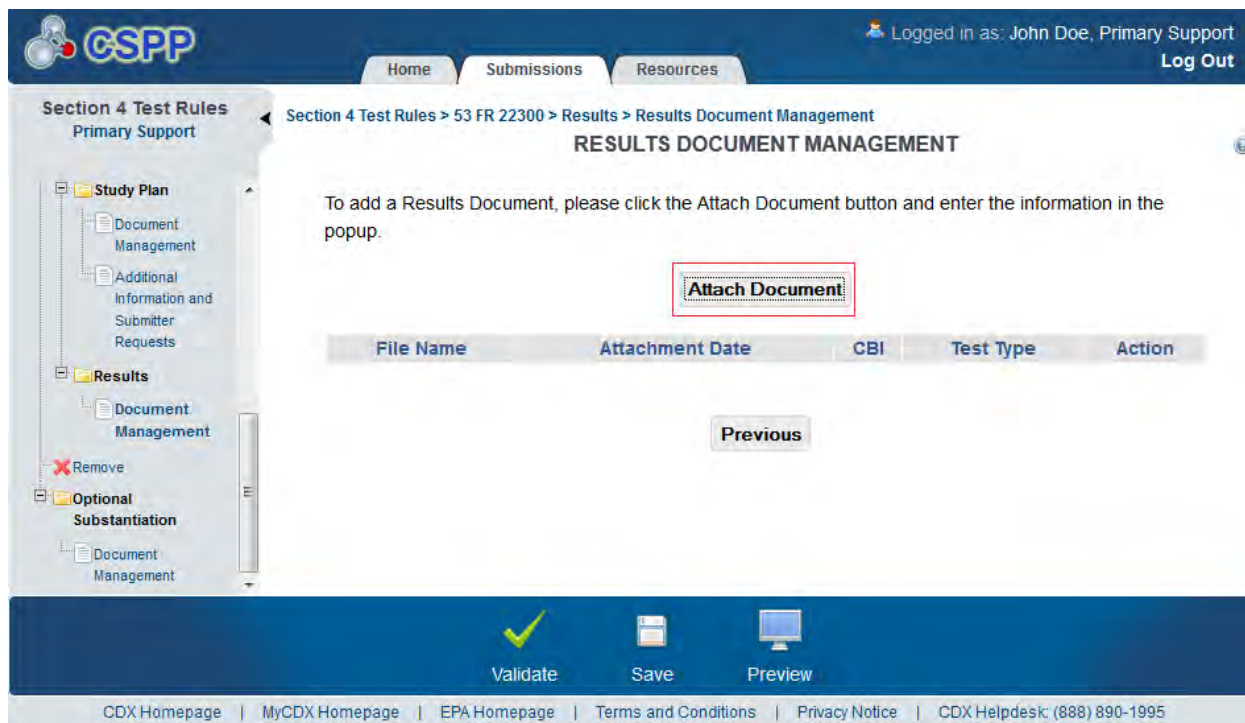 CSPP
Logged in as: John Doe, Primary Support
Log Out
Home Submissions Resources
Section 4 Test Rules
Primary Support
Study Plan
Document
Management
Additional
Information and
Submitter
Requests
Results
Document
Management
Remove
Optional
Substantiation
Document
Management
Section 4 Test Rules > 53 FR 22300 > Results > Results Document Management
RESULTS DOCUMENT MANAGEMENT
To add a Results Document, please click the Attach Document button and enter the information in the
popup.
Attach Document
File Name Attachment Date CBI Test Type Action
Previous
Validate Save Preview
CDX Homepage | MyCDX Homepage | EPA Homepage | Terms and Conditions | Privacy Notice | CDX Helpdesk: (888) 890-1995